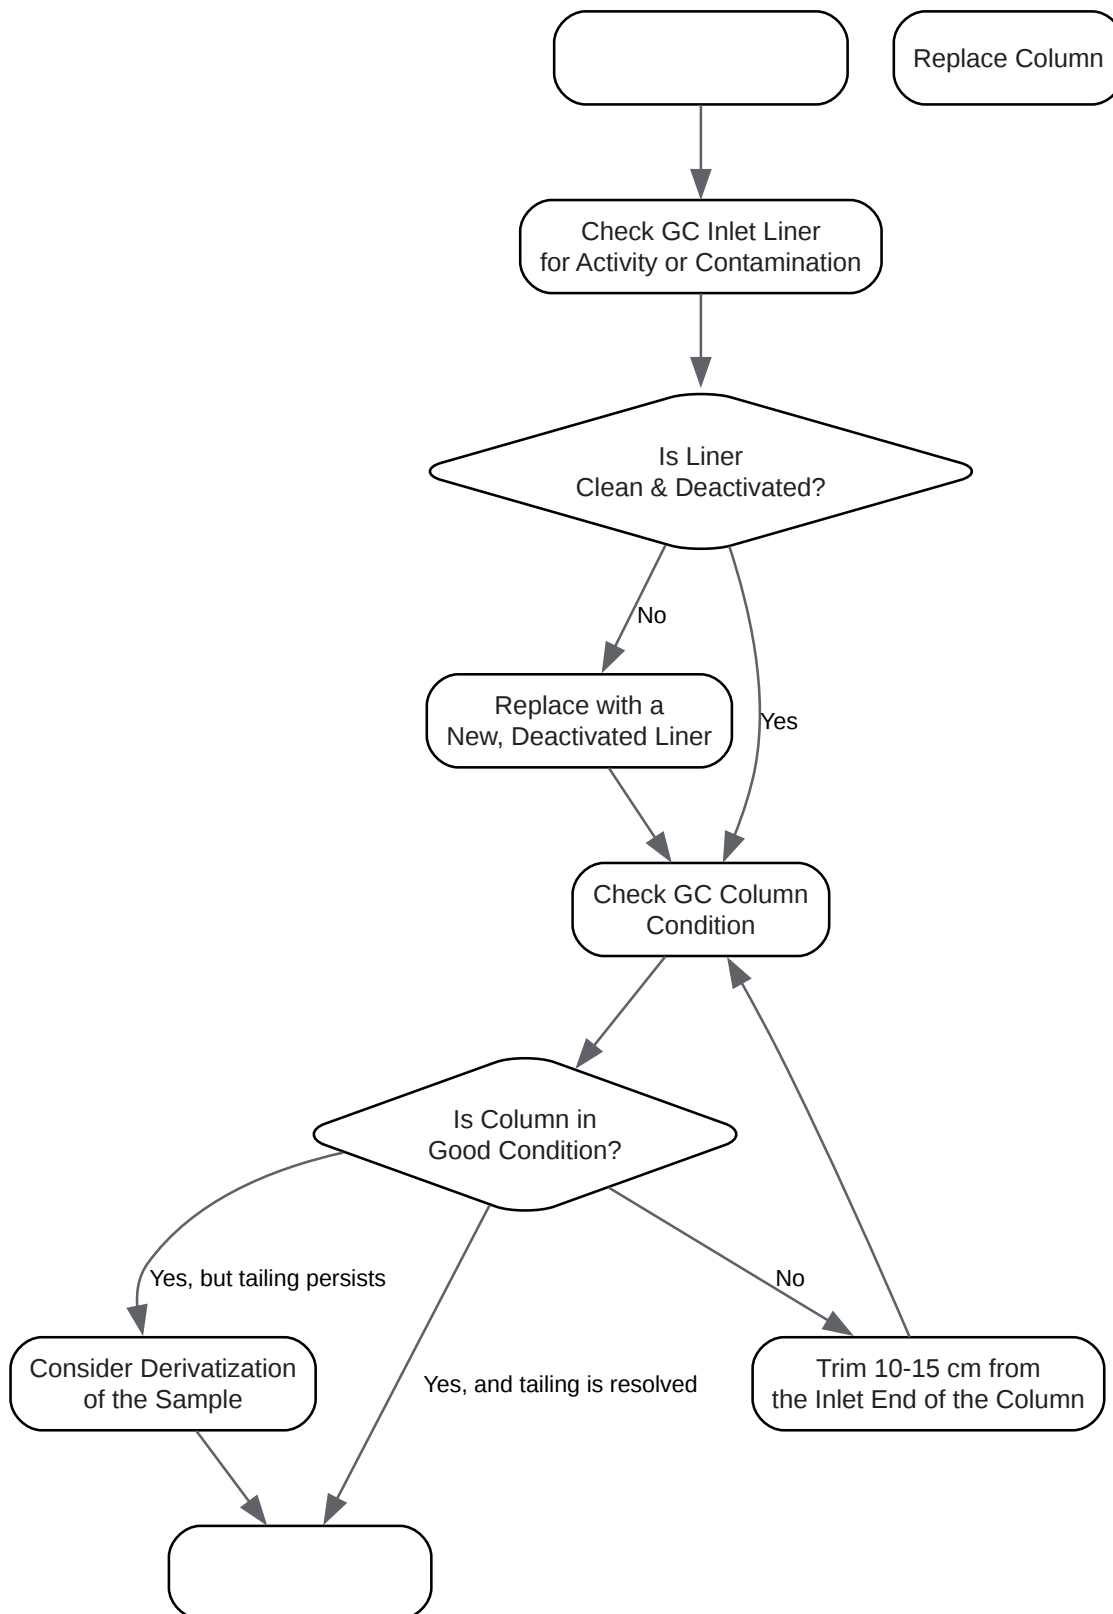 Replace Column
Check GC Inlet Liner
for Activity or Contamination
Is Liner
Clean & Deactivated?
No
Replace with a
New, Deactivated Liner
Yes
Check GC Column
Condition
Is Column in
Good Condition?
Yes, but tailing persists
No
Consider Derivatization
of the Sample
Yes, and tailing is resolved
Trim 10-15 cm from
the Inlet End of the Column